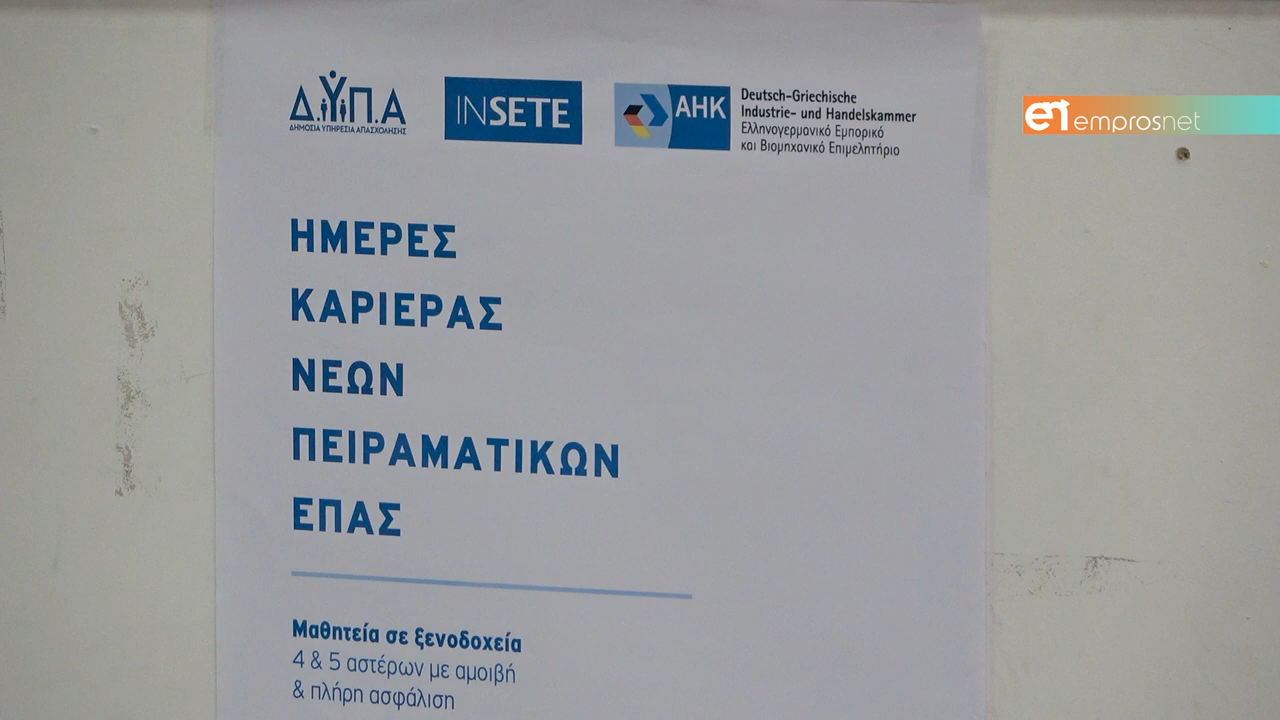 Δ.ΥΠ.Α
ΔΗΜΟΣΙΑ ΥΠΗΡΕΣΙΑ ΑΠΑΣΧΟΛΗΣΗΣ
INSETE
AHK
Deutsch-Griechische
Industrie- und Handelskammer
Ελληνογερμανικό Εμπορικό
και Βιομηχανικό Επιμελητήριο
en emprosnet
ΗΜΕΡΕΣ
ΚΑΡΙΕΡΑΣ
ΝΕΩΝ
ΠΕΙΡΑΜΑΤΙΚΩΝ
ΕΠΑΣ
Μαθητεία σε ξενοδοχεία
4 & 5 αστέρων με αμοιβή
& πλήρη ασφάλιση